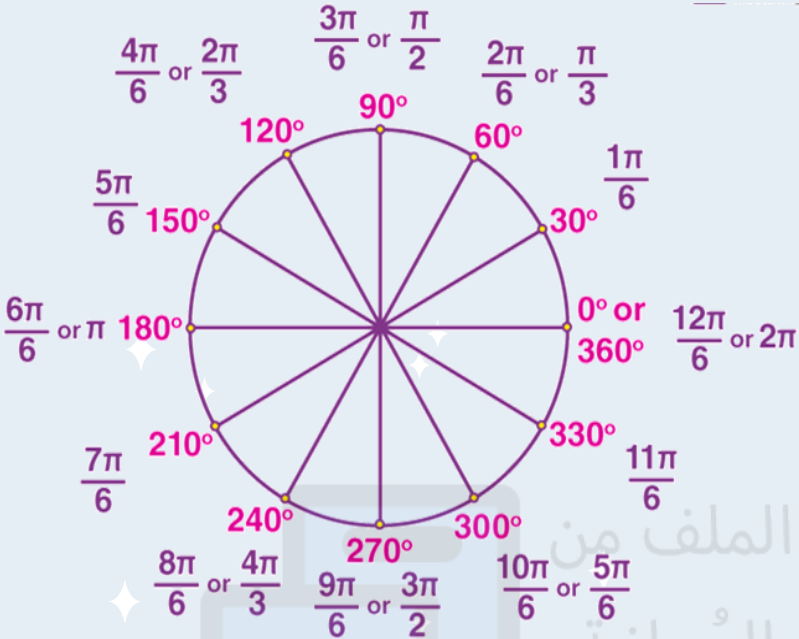 3π/6 or π/2
4π/6 or 2π/3
2π/6 or π/3
90°
120°
60°
1π/6
5π/6
150°
30°
6π/6 or π
180°
0° or
360°
12π/6 or 2π
210°
330°
7π/6
11π/6
240°
300°
270°
8π/6 or 4π/3
9π/6 or 3π/2
10π/6 or 5π/6
الملف من